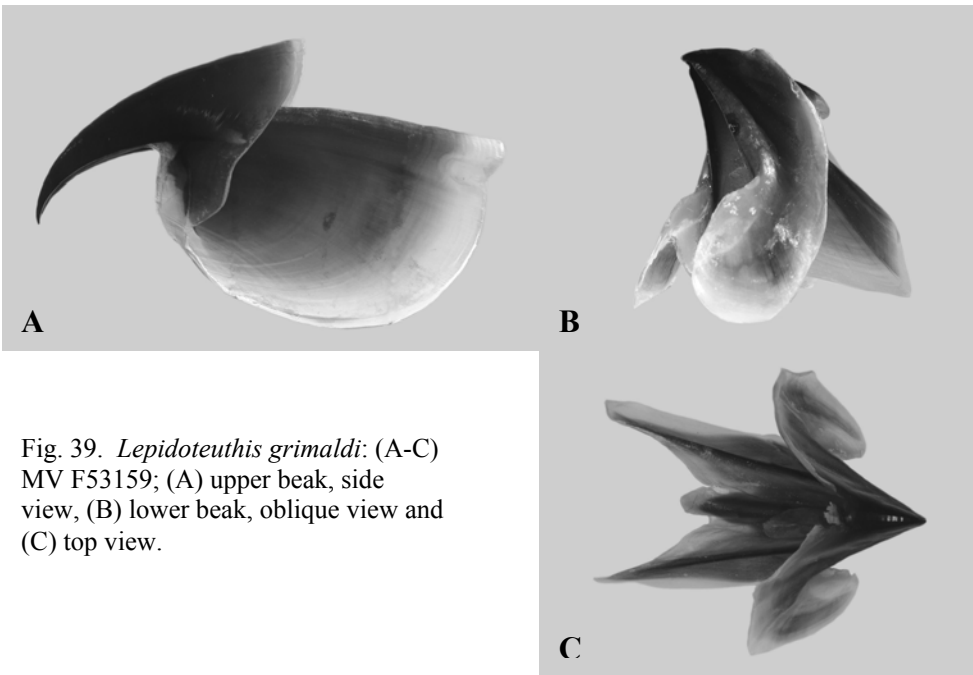 A
B
Fig. 39. Lepidoteuthis grimaldi: (A-C)
MV F53159; (A) upper beak, side
view, (B) lower beak, oblique view and
(C) top view.
C